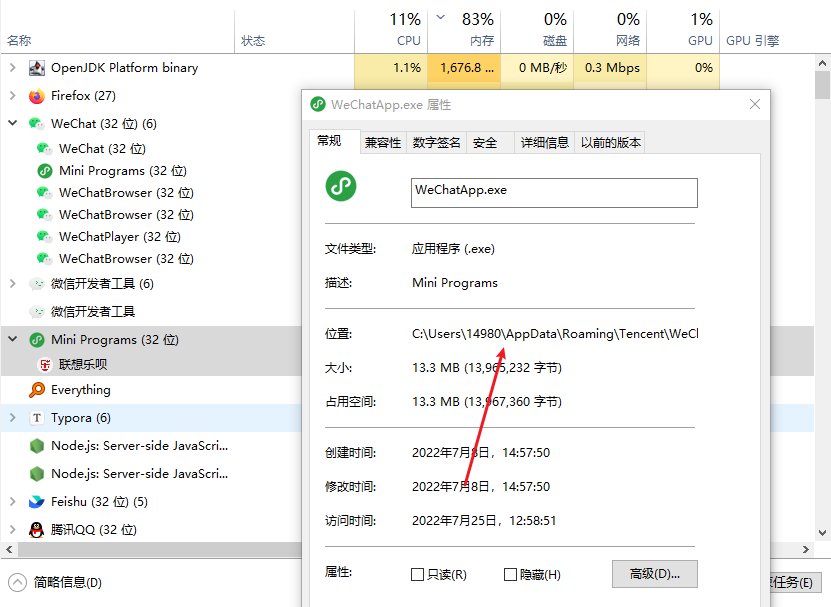 11% 83% 0% 0% 1%
名称 状态 CPU 内存 磁盘 网络 GPU GPU 引擎
OpenJDK Platform binary 1.1% 1,676.8 ... 0 MB/秒 0.3 Mbps 0%
Firefox (27)
WeChat (32 位) (6)
WeChat (32 位)
Mini Programs (32 位)
WeChatBrowser (32 位)
WeChatBrowser (32 位)
WeChatPlayer (32 位)
WeChatBrowser (32 位)
微信开发者工具 (6)
微信开发者工具
Mini Programs (32 位)
联想乐呗
Everything
Typora (6)
Node.js: Server-side JavaScri...
Node.js: Server-side JavaScri...
Feishu (32 位) (5)
腾讯QQ (32 位)
简略信息(D)
任务(E)
WeChatApp.exe 属性
常规 兼容性 数字签名 安全 详细信息 以前的版本
WeChatApp.exe
文件类型: 应用程序 (.exe)
描述: Mini Programs
位置: C:\Users\14980\AppData\Roaming\Tencent\WeCl
大小: 13.3 MB (13,965,232 字节)
占用空间: 13.3 MB (13,967,360 字节)
创建时间: 2022年7月8日，14:57:50
修改时间: 2022年7月8日，14:57:50
访问时间: 2022年7月25日，12:58:51
属性: 只读(R) 隐藏(H) 高级(D)...